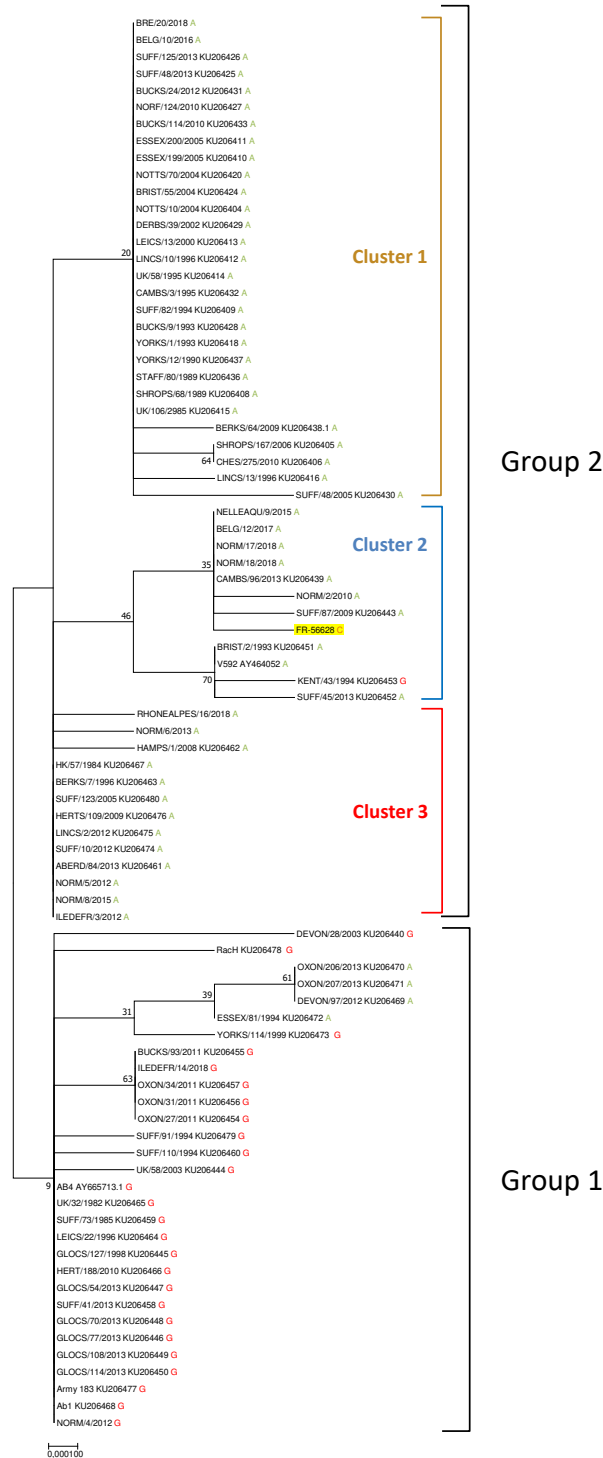 BRE/20/2018 A
BELG/10/2016 A
SUFF/125/2013 KU206426 A
SUFF/48/2013 KU206425 A
BUCKS/24/2012 KU206431 A
NORF/124/2010 KU206427 A
BUCKS/114/2010 KU206433 A
ESSEX/200/2005 KU206411 A
ESSEX/199/2005 KU206410 A
NOTTS/70/2004 KU206420 A
BRIST/55/2004 KU206424 A
NOTTS/10/2004 KU206404 A
DERBS/39/2002 KU206429 A
LEICS/13/2000 KU206413 A
20
LINCS/10/1996 KU206412 A
Cluster 1
UK/58/1995 KU206414 A
CAMBS/3/1995 KU206432 A
SUFF/82/1994 KU206409 A
BUCKS/9/1993 KU206428 A
YORKS/1/1993 KU206418 A
YORKS/12/1990 KU206437 A
STAFF/80/1989 KU206436 A
SHROPS/68/1989 KU206408 A
UK/106/2985 KU206415 A
BERKS/64/2009 KU206438.1 A
SHROPS/167/2006 KU206405 A
64
CHES/275/2010 KU206406 A
Group 2
LINCS/13/1996 KU206416 A
SUFF/48/2005 KU206430 A
NELLEAQU/9/2015 A
BELG/12/2017 A
NORM/17/2018 A
Cluster 2
NORM/18/2018 A
35
CAMBS/96/2013 KU206439 A
NORM/2/2010 A
SUFF/87/2009 KU206443 A
46
FR-56628 C
BRIST/2/1993 KU206451 A
V592 AY464052 A
70
KENT/43/1994 KU206453 G
SUFF/45/2013 KU206452 A
RHONEALPES/16/2018 A
NORM/6/2013 A
HAMPS/1/2008 KU206462 A
HK/57/1984 KU206467 A
BERKS/7/1996 KU206463 A
SUFF/123/2005 KU206480 A
HERTS/109/2009 KU206476 A
Cluster 3
LINCS/2/2012 KU206475 A
SUFF/10/2012 KU206474 A
ABERD/84/2013 KU206461 A
NORM/5/2012 A
NORM/8/2015 A
ILEDEFR/3/2012 A
DEVON/28/2003 KU206440 G
RacH KU206478 G
OXON/206/2013 KU206470 A
61
OXON/207/2013 KU206471 A
39
DEVON/97/2012 KU206469 A
31
ESSEX/81/1994 KU206472 A
YORKS/114/1999 KU206473 G
BUCKS/93/2011 KU206455 G
ILEDEFR/14/2018 G
63
OXON/34/2011 KU206457 G
OXON/31/2011 KU206456 G
OXON/27/2011 KU206454 G
SUFF/91/1994 KU206479 G
SUFF/110/1994 KU206460 G
UK/58/2003 KU206444 G
Group 1
9
AB4 AY665713.1 G
UK/32/1982 KU206465 G
SUFF/73/1985 KU206459 G
LEICS/22/1996 KU206464 G
GLOCS/127/1998 KU206445 G
HERT/188/2010 KU206466 G
GLOCS/54/2013 KU206447 G
SUFF/41/2013 KU206458 G
GLOCS/70/2013 KU206448 G
GLOCS/77/2013 KU206446 G
GLOCS/108/2013 KU206449 G
GLOCS/114/2013 KU206450 G
Army 183 KU206477 G
Ab1 KU206468 G
NORM/4/2012 G
0,000100